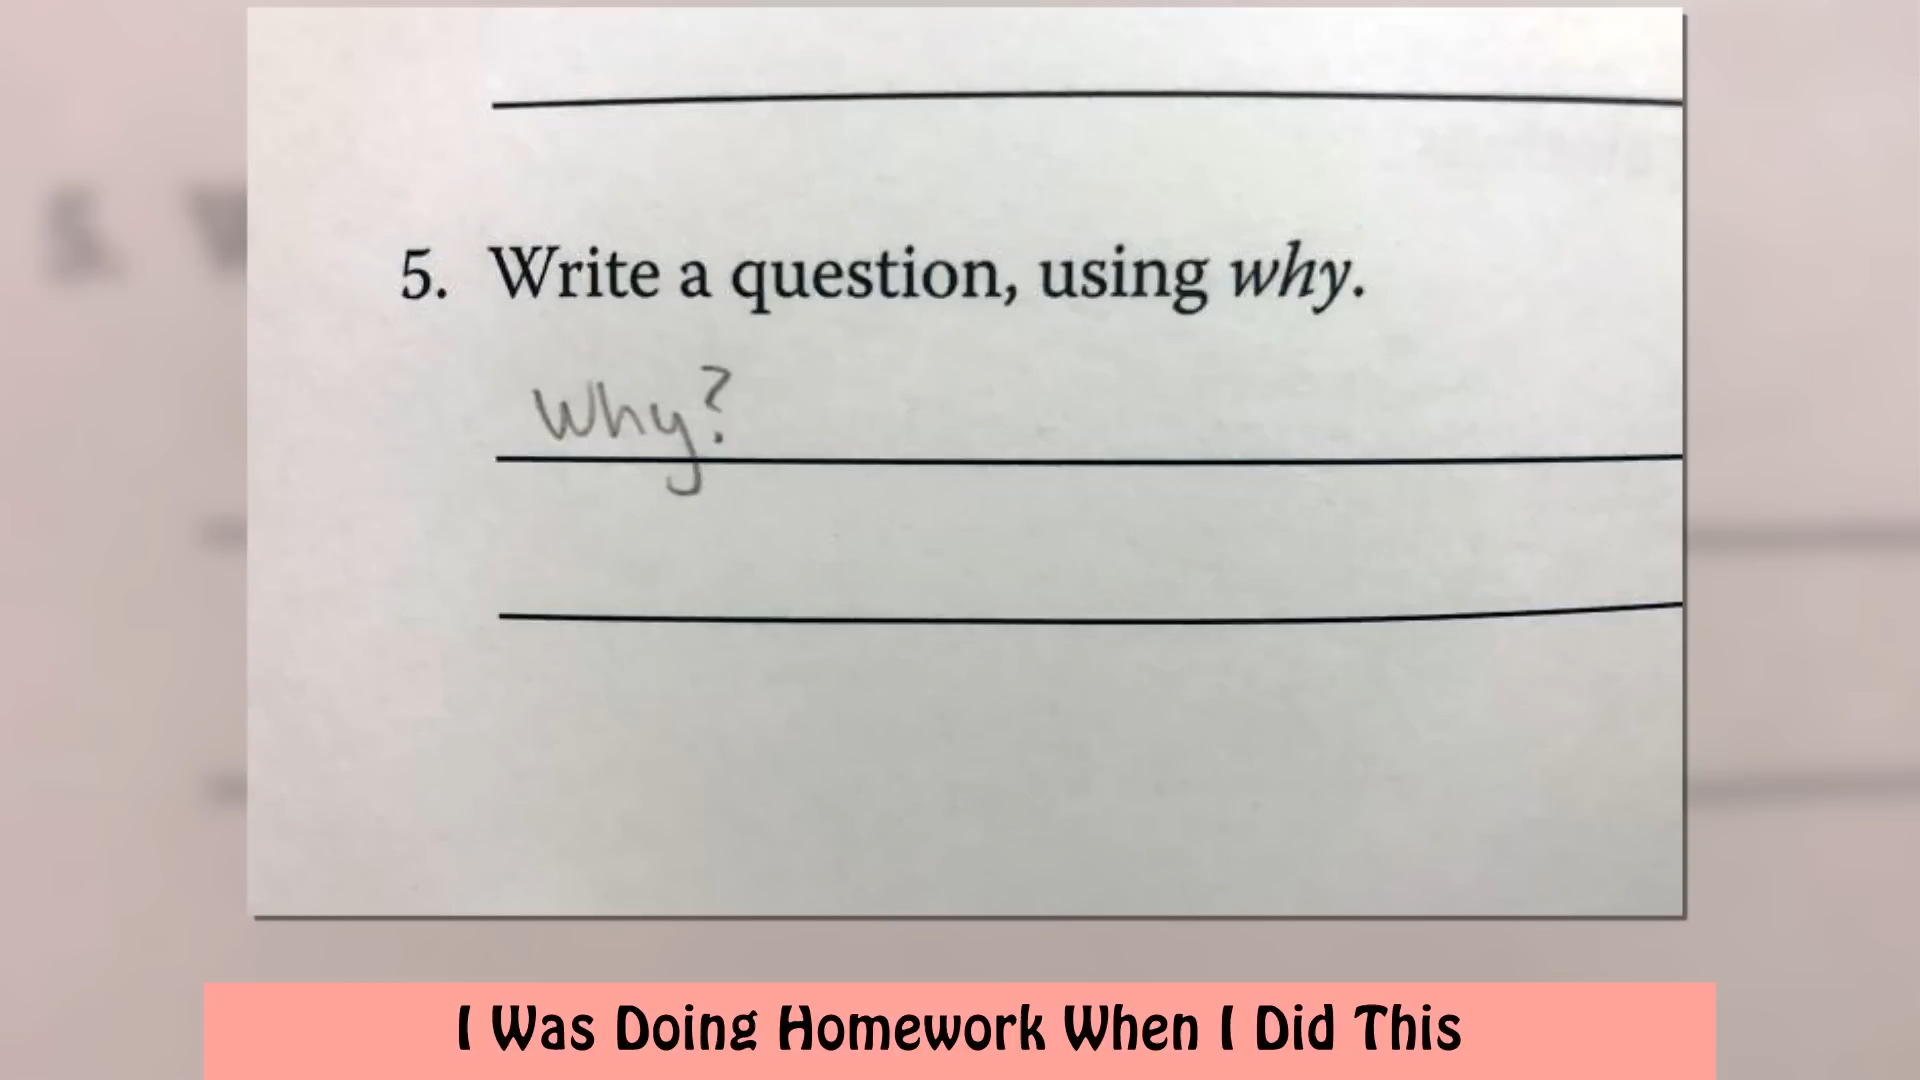 5. Write a question, using why.
Why?
I Was Doing Homework When I Did This